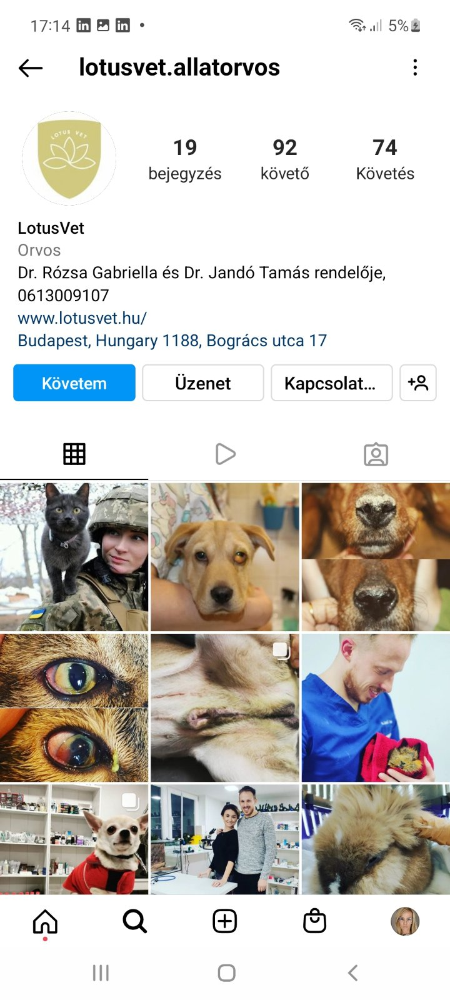 17:14
5%
lotusvet.allatorvos
LOTUS VET
19
bejegyzés
92
követő
74
Követés
LotusVet
Orvos
Dr. Rózsa Gabriella és Dr. Jandó Tamás rendelője,
0613009107
www.lotusvet.hu/
Budapest, Hungary 1188, Bogrács utca 17
Követem
Üzenet
Kapcsolat...